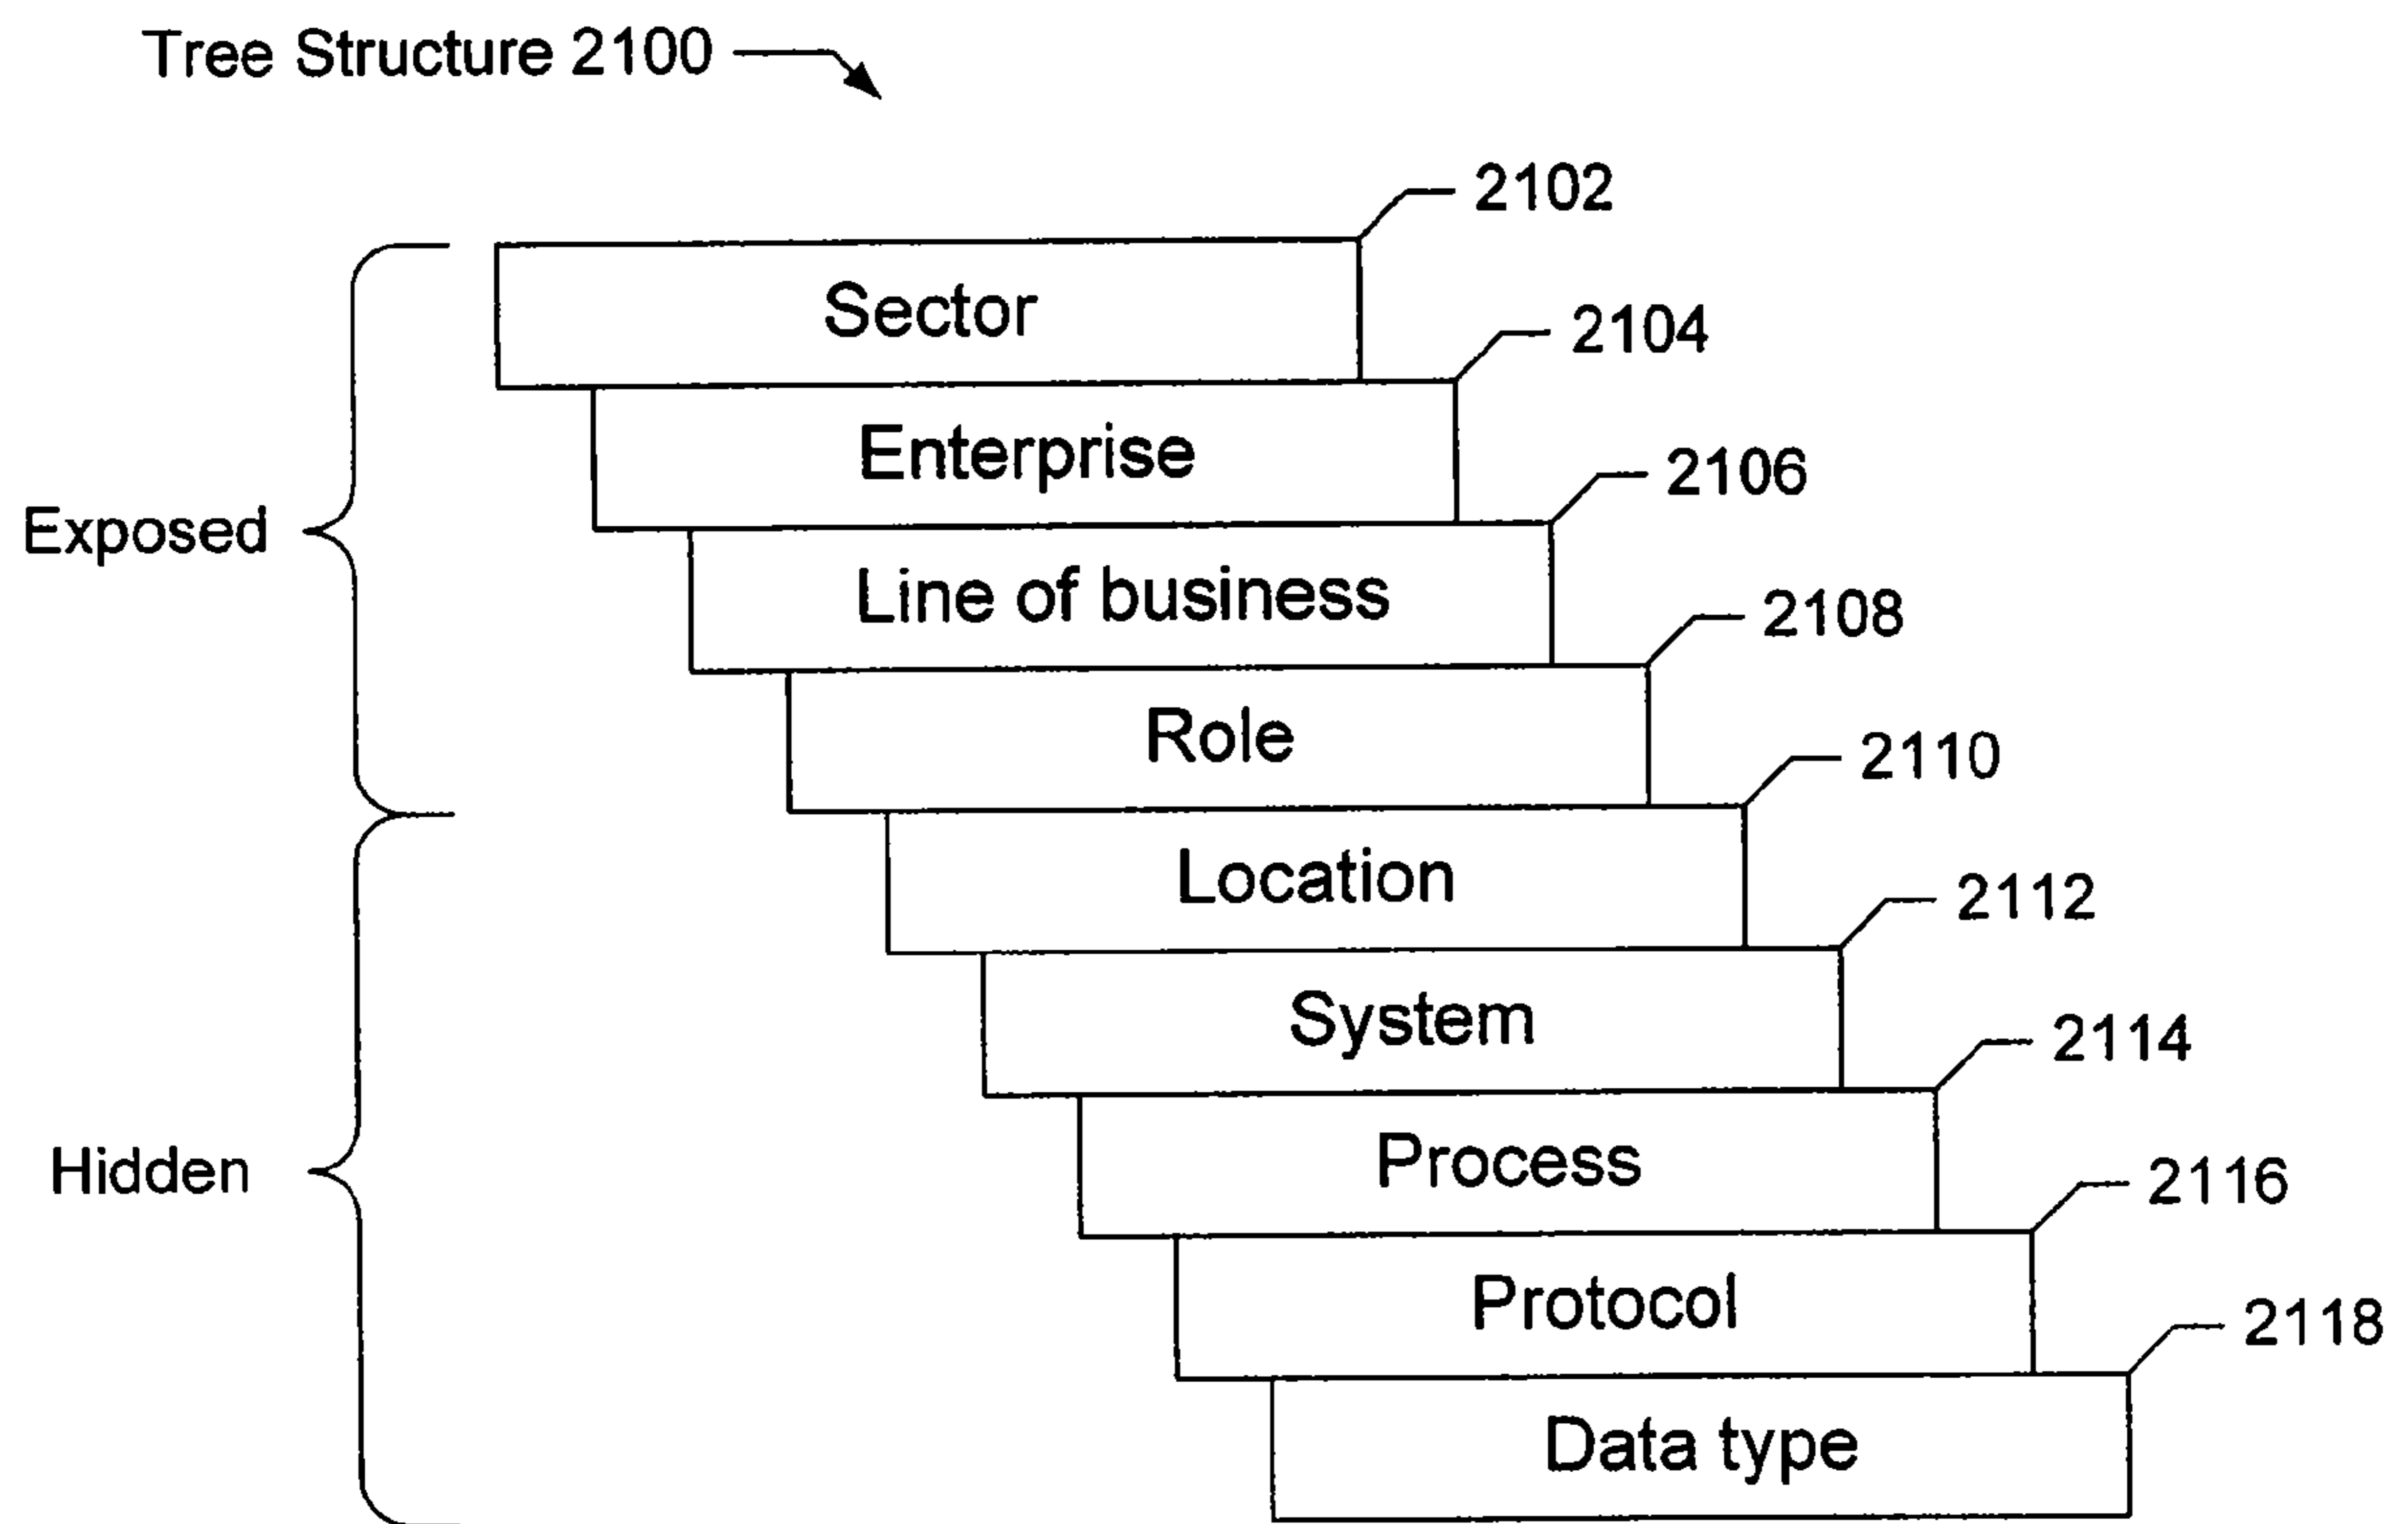 Tree Structure 2100
2102
Sector
2104
Enterprise
2106
Exposed
Line of business
2108
Role
2110
Location
2112
System
2114
Hidden
Process
2116
Protocol
2118
Data type